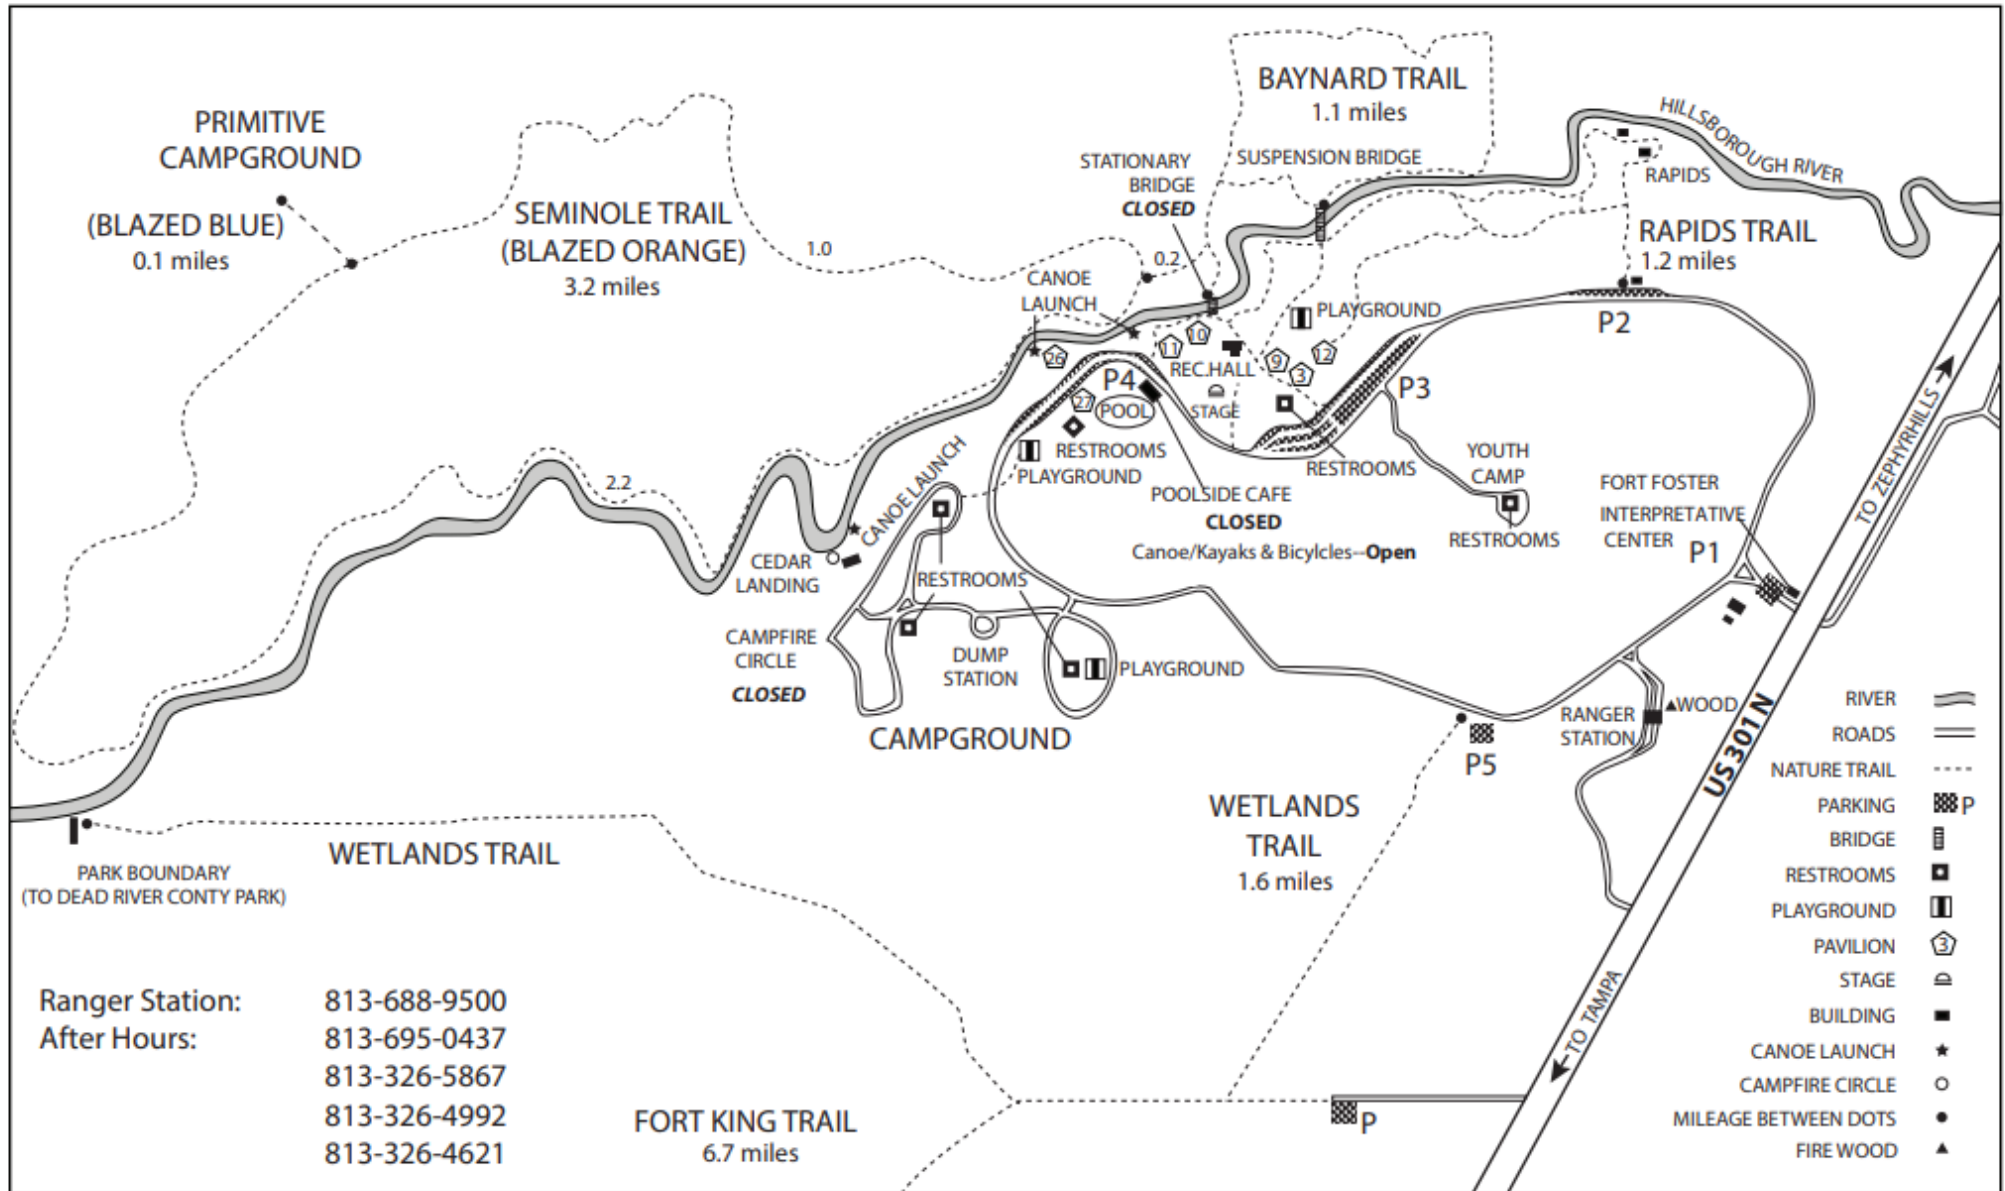 BAYNARD TRAIL
1.1 miles
HILLSBOROUGH RIVER
PRIMITIVE
CAMPGROUND
STATIONARY
BRIDGE
CLOSED
SUSPENSION BRIDGE
RAPIDS
(BLAZED BLUE)
0.1 miles
SEMINOLE TRAIL
(BLAZED ORANGE)
3.2 miles
1.0
0.2
RAPIDS TRAIL
1.2 miles
CANOE
LAUNCH
PLAYGROUND
P2
10
11
26
REC.HALL
9
12
3
P4
P3
27
POOL
STAGE
RESTROOMS
PLAYGROUND
RESTROOMS
YOUTH
CAMP
RESTROOMS
POOLSIDE CAFE
CLOSED
Canoe/Kayaks & Bicylcles--Open
FORT FOSTER
INTERPRETATIVE
CENTER
P1
TO ZEPHYRHILLS
2.2
CANOE LAUNCH
CEDAR
LANDING
RESTROOMS
CAMPFIRE
CIRCLE
CLOSED
DUMP
STATION
PLAYGROUND
CAMPGROUND
RANGER
STATION
WOOD
US 301 N
P5
WETLANDS
TRAIL
1.6 miles
WETLANDS TRAIL
PARK BOUNDARY
(TO DEAD RIVER CONTY PARK)
TO TAMPA
P
FORT KING TRAIL
6.7 miles
Ranger Station: 813-688-9500
After Hours: 813-695-0437
813-326-5867
813-326-4992
813-326-4621
RIVER
ROADS
NATURE TRAIL
PARKING P
BRIDGE
RESTROOMS
PLAYGROUND
PAVILION 3
STAGE
BUILDING
CANOE LAUNCH
CAMPFIRE CIRCLE
MILEAGE BETWEEN DOTS
FIRE WOOD